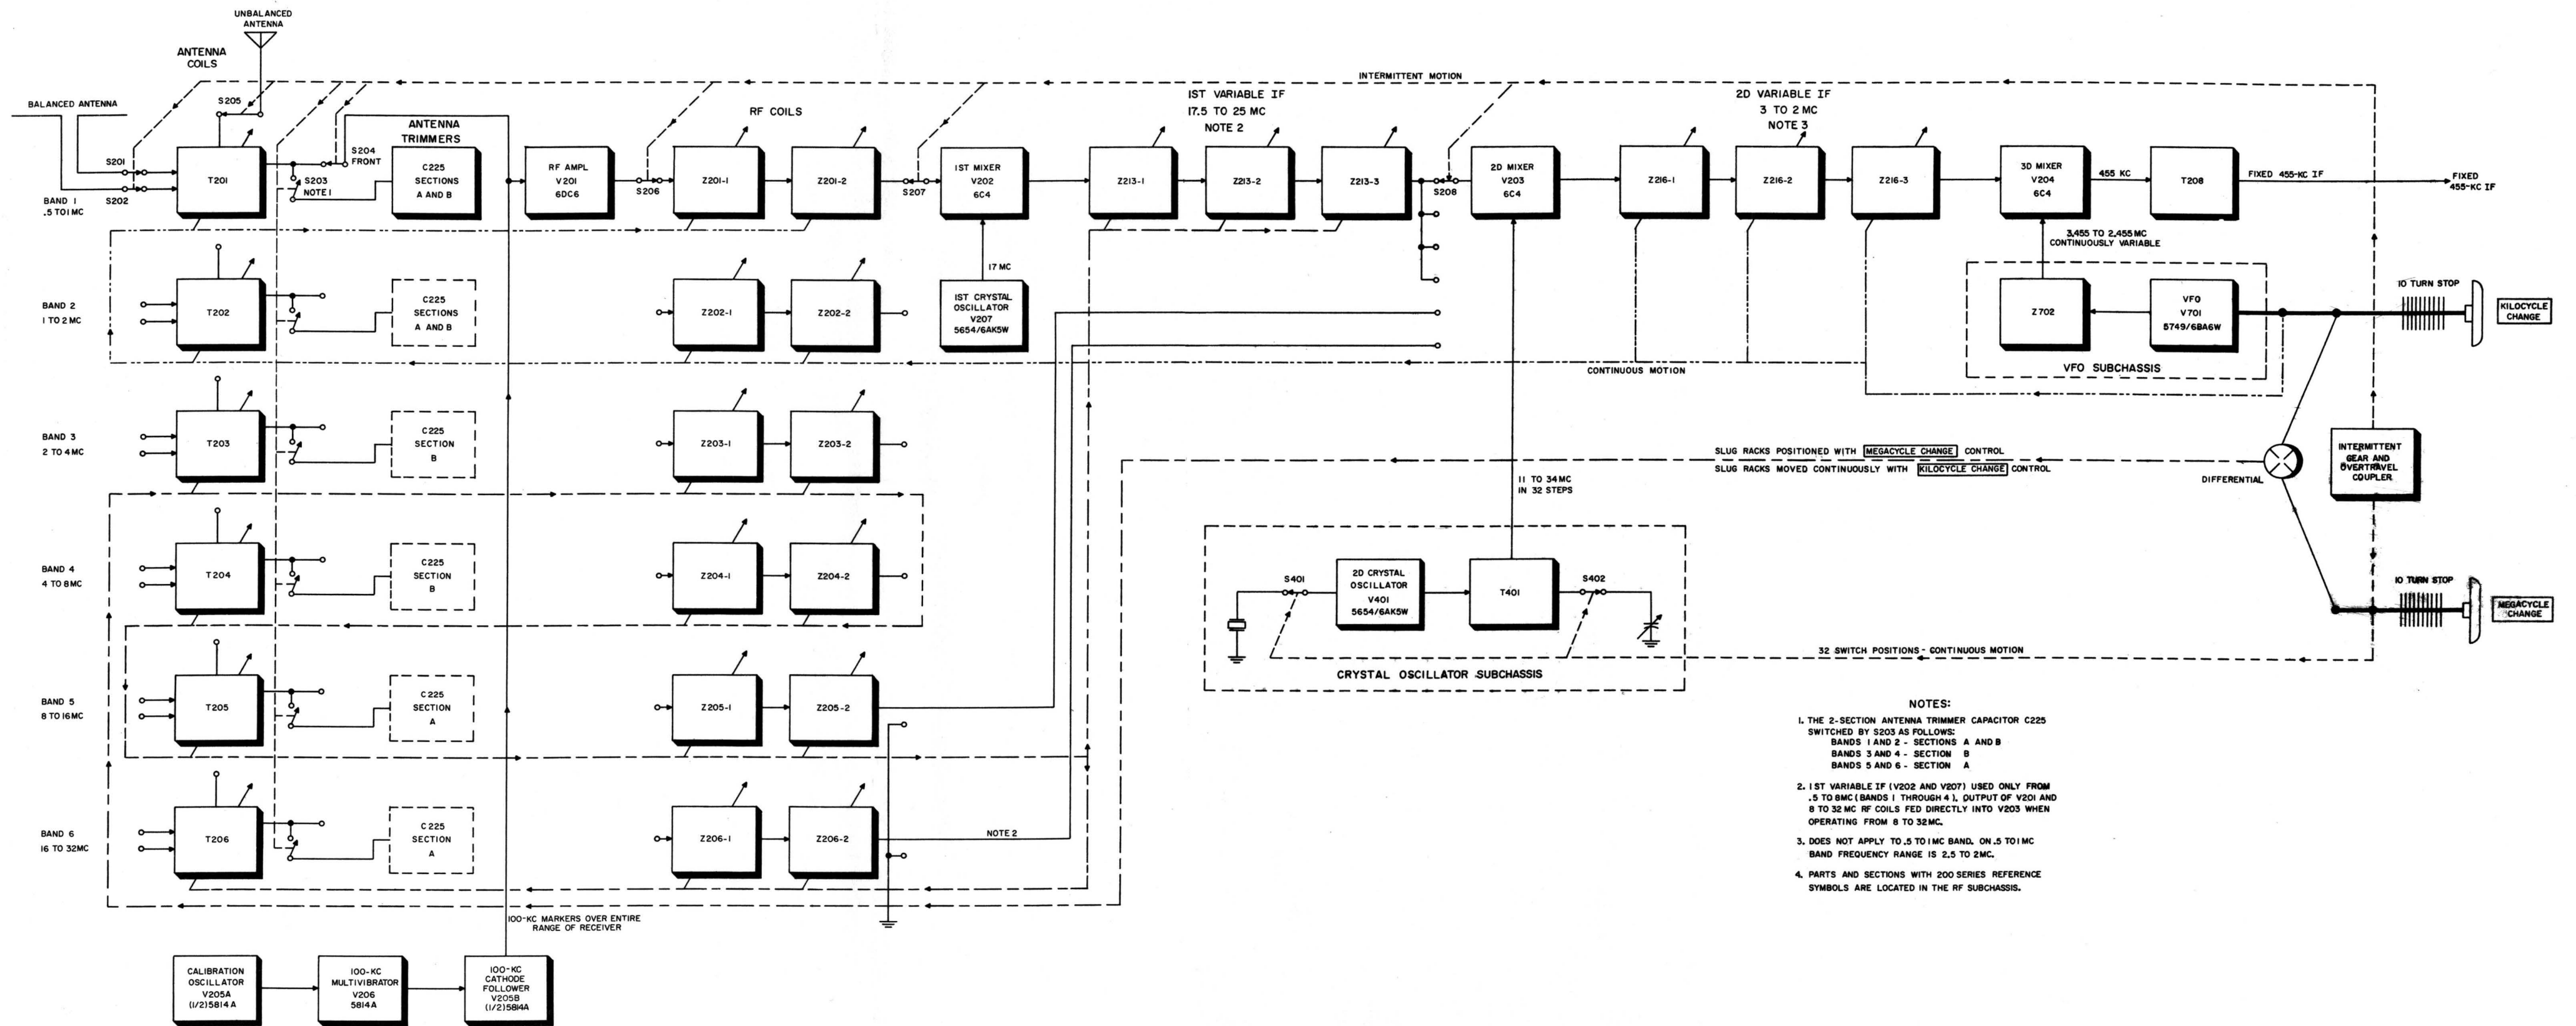 UNBALANCED
ANTENNA
ANTENNA
COILS
BALANCED ANTENNA
S205
S201
S202
BAND 1
.5 TO 1 MC
T201
S203
NOTE 1
S204
FRONT
ANTENNA
TRIMMERS
C225
SECTIONS
A AND B
RF AMPL
V201
6DC6
S206
RF COILS
Z201-1
Z201-2
S207
1ST MIXER
V202
6C4
17 MC
1ST CRYSTAL
OSCILLATOR
V207
5654/6AK5W
INTERMITTENT MOTION
1ST VARIABLE IF
17.5 TO 25 MC
NOTE 2
Z213-1
Z213-2
Z213-3
S208
2D MIXER
V203
6C4
2D VARIABLE IF
3 TO 2 MC
NOTE 3
Z216-1
Z216-2
Z216-3
3D MIXER
V204
6C4
455 KC
T208
FIXED 455-KC IF
FIXED
455-KC IF
3.455 TO 2.455 MC
CONTINUOUSLY VARIABLE
Z702
VFO
V701
5749/6BA6W
VFO SUBCHASSIS
10 TURN STOP
KILOCYCLE
CHANGE
BAND 2
1 TO 2 MC
T202
C225
SECTIONS
A AND B
Z202-1
Z202-2
CONTINUOUS MOTION
BAND 3
2 TO 4 MC
T203
C225
SECTION
B
Z203-1
Z203-2
SLUG RACKS POSITIONED WITH MEGACYCLE CHANGE CONTROL
SLUG RACKS MOVED CONTINUOUSLY WITH KILOCYCLE CHANGE CONTROL
DIFFERENTIAL
INTERMITTENT
GEAR AND
OVERTRAVEL
COUPLER
11 TO 34 MC
IN 32 STEPS
BAND 4
4 TO 8 MC
T204
C225
SECTION
B
Z204-1
Z204-2
S401
2D CRYSTAL
OSCILLATOR
V401
5654/6AK5W
T401
S402
CRYSTAL OSCILLATOR SUBCHASSIS
32 SWITCH POSITIONS - CONTINUOUS MOTION
10 TURN STOP
MEGACYCLE
CHANGE
BAND 5
8 TO 16 MC
T205
C225
SECTION
A
Z205-1
Z205-2
BAND 6
16 TO 32 MC
T206
C225
SECTION
A
Z206-1
Z206-2
NOTE 2
100-KC MARKERS OVER ENTIRE
RANGE OF RECEIVER
CALIBRATION
OSCILLATOR
V205A
(1/2)5814A
100-KC
MULTIVIBRATOR
V206
5814A
100-KC
CATHODE
FOLLOWER
V205B
(1/2)5814A
NOTES:
1. THE 2-SECTION ANTENNA TRIMMER CAPACITOR C225
SWITCHED BY S203 AS FOLLOWS:
BANDS 1 AND 2 - SECTIONS A AND B
BANDS 3 AND 4 - SECTION B
BANDS 5 AND 6 - SECTION A
2. 1ST VARIABLE IF (V202 AND V207) USED ONLY FROM
.5 TO 8MC (BANDS 1 THROUGH 4). OUTPUT OF V201 AND
8 TO 32 MC RF COILS FED DIRECTLY INTO V203 WHEN
OPERATING FROM 8 TO 32MC.
3. DOES NOT APPLY TO .5 TO 1 MC BAND. ON .5 TO 1 MC
BAND FREQUENCY RANGE IS 2.5 TO 2MC.
4. PARTS AND SECTIONS WITH 200 SERIES REFERENCE
SYMBOLS ARE LOCATED IN THE RF SUBCHASSIS.